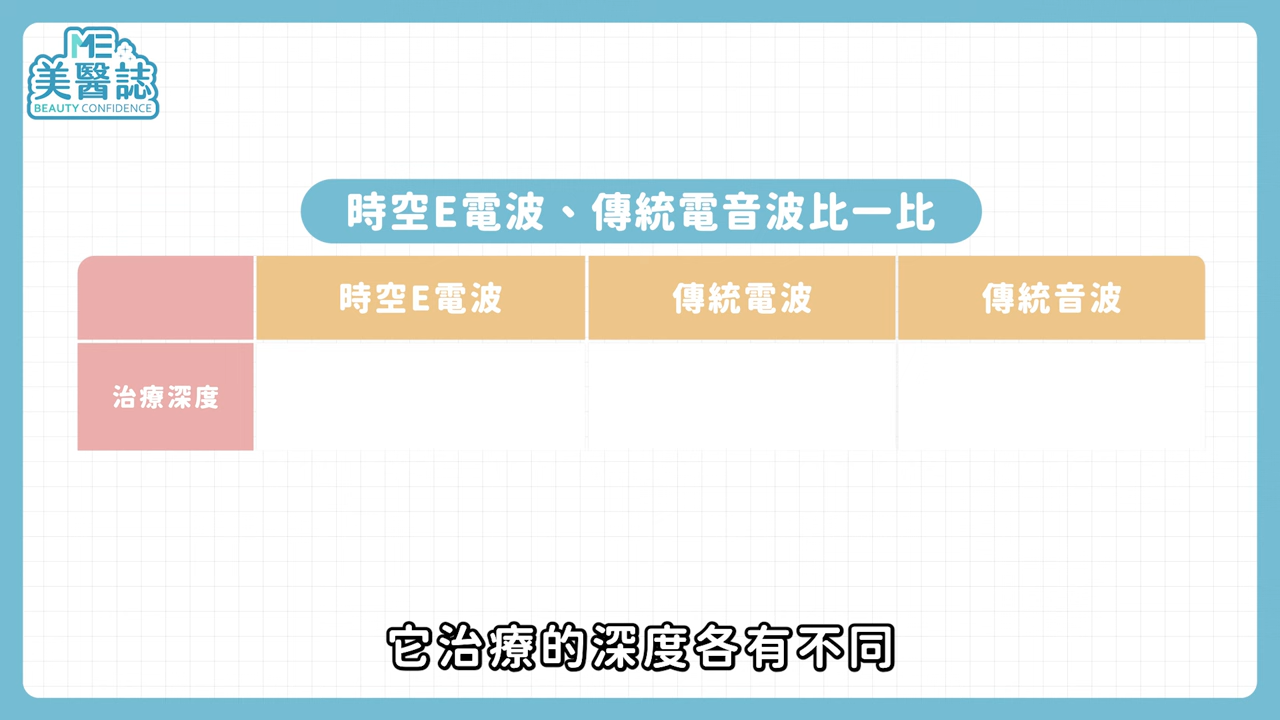 ME
美醫誌
BEAUTY CONFIDENCE
時空E電波、傳統電音波比一比
時空E電波
傳統電波
傳統音波
治療深度
它治療的深度各有不同